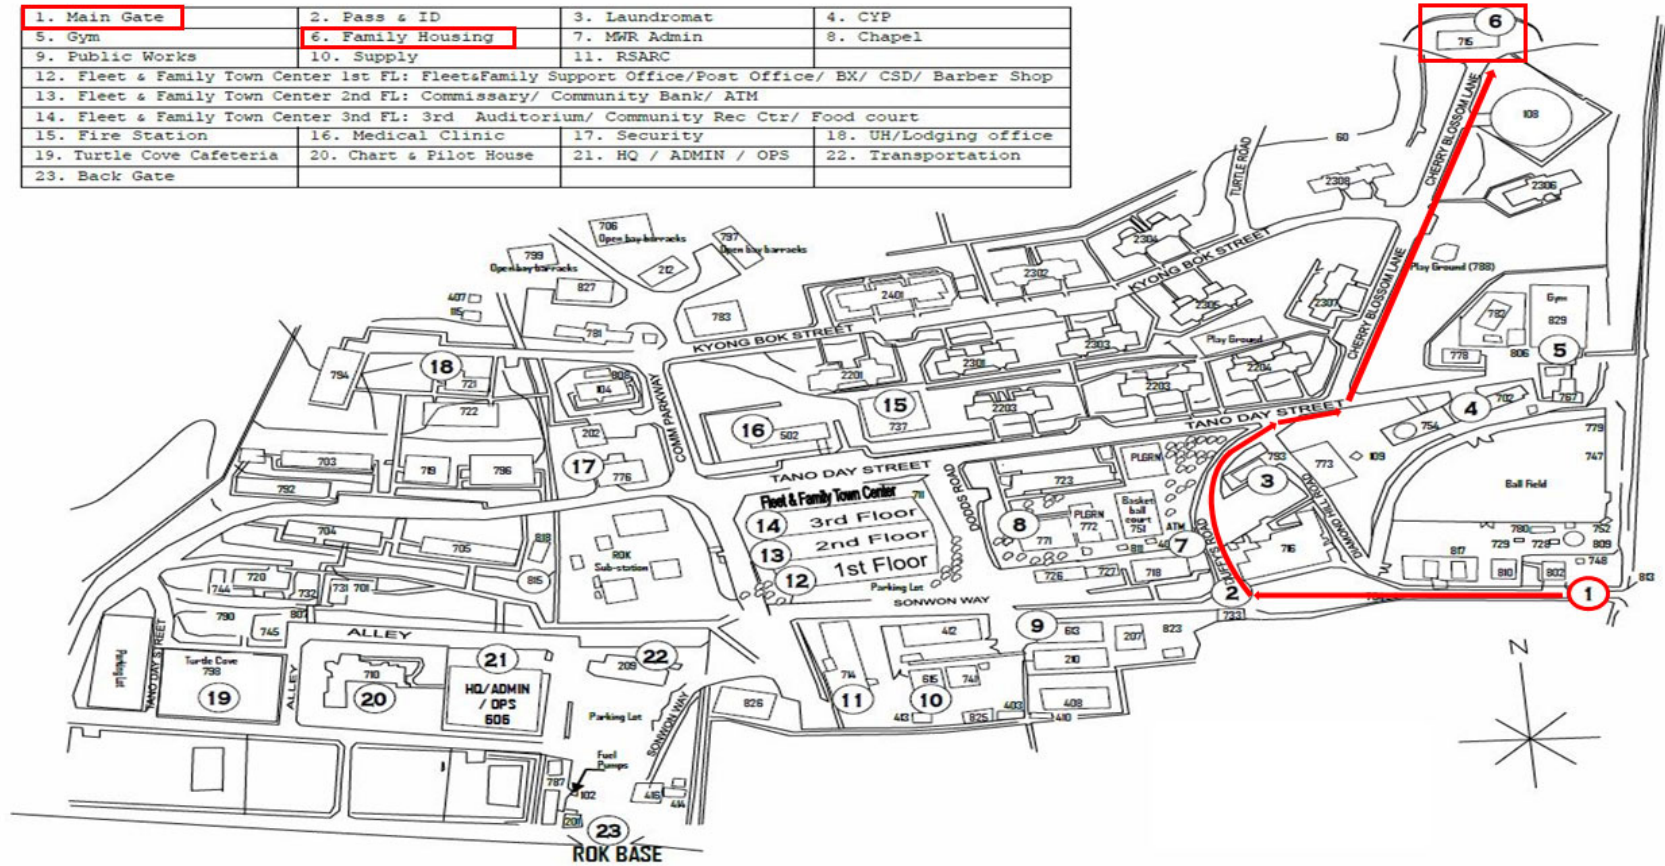 1. Main Gate 2. Pass & ID 3. Laundromat 4. CYP
5. Gym 6. Family Housing 7. MWR Admin 8. Chapel
9. Public Works 10. Supply 11. RSARC
12. Fleet & Family Town Center 1st FL: Fleet&Family Support Office/Post Office/ BX/ CSD/ Barber Shop
13. Fleet & Family Town Center 2nd FL: Commissary/ Community Bank/ ATM
14. Fleet & Family Town Center 3nd FL: 3rd Auditorium/ Community Rec Ctr/ Food court
15. Fire Station 16. Medical Clinic 17. Security 18. UH/Lodging office
19. Turtle Cove Cafeteria 20. Chart & Pilot House 21. HQ / ADMIN / OPS 22. Transportation
23. Back Gate
6
715
108
CHERRY BLOSSOM LANE
60
TURTLE ROAD
2308
2306
706
Open bay barracks
797
Open bay barracks
799
Open bay barracks
212
827
2304
KYONG BOK STREET
2302
CHERRY BLOSSOM LANE
Play Ground (788)
407
115
2401
2305
2307
783
781
782
Gym
829
KYONG BOK STREET
2303
Play Ground
778
806
5
18
794
721
104
2201
2301
2203
2204
767
722
COMM PARKWAY
15
737
2203
TANO DAY STREET
4
702
754
16
502
202
17
776
703
719
796
792
TANO DAY STREET
DODDS ROAD
723
PLGRN
793
3
773
109
779
747
Ball Field
Fleet & Family Town Center
711
14 3rd Floor
13 2nd Floor
12 1st Floor
Parking Lot
8
771
PLGRN
772
Basket
ball
court
751
ATM
7
811
DIAMOND HILL ROAD
716
704
705
818
815
ROK
Sub-station
726
727
718
780
752
729
728
809
817
810
802
748
813
720
744
732
731
701
807
790
745
SONWON WAY
2
733
1
ALLEY
412
9
613
207
823
210
Parking Lot
TANO DAY STREET
Turtle Cove
798
19
ALLEY
710
20
21
HQ/ADMIN
/ OPS
606
22
209
714
11
615
741
10
413
825
403
408
410
826
Parking Lot
SONWON WAY
Fuel
Pumps
787
102
416
414
201
23
ROK BASE
N